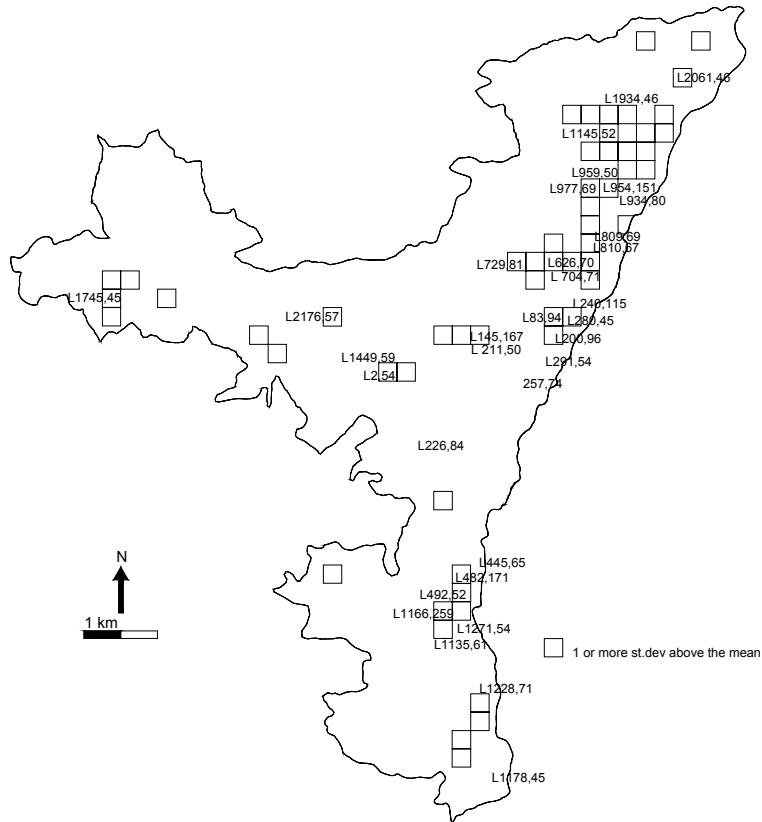 L2061,46
L1934,46
L1145,52
L959,50
L977,69
L954,151
L934,80
L809,69
L810,67
L729,81
L626,70
L 704,71
L1745,45
L240,115
L2176,57
L83,94
L280,45
L145,167
L200,96
L 211,50
L1449,59
L291,54
L2,54
257,74
L226,84
N
L445,65
L482,171
L492,52
1 km
L1166,259
L1271,54
L1135,61
1 or more st.dev above the mean
L1228,71
L1178,45